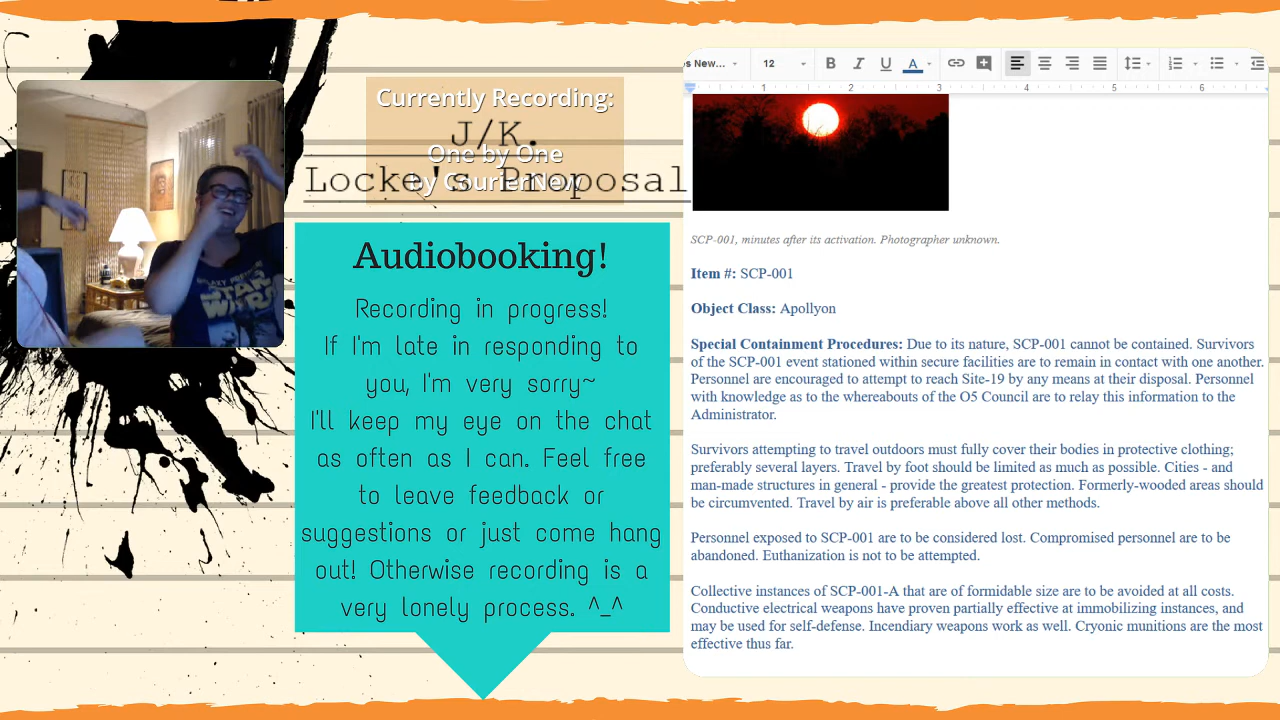 Currently Recording:
J/K.
One by One
Locke's Proposal
by CourierNew
Audiobooking!
Recording in progress!
If I'm late in responding to
you, I'm very sorry~
I'll keep my eye on the chat
as often as I can. Feel free
to leave feedback or
suggestions or just come hang
out! Otherwise recording is a
very lonely process. ^_^
STAR
WARS
s New... 12 B I U A
1 2 3 4 5 6
SCP-001, minutes after its activation. Photographer unknown.
Item #: SCP-001
Object Class: Apollyon
Special Containment Procedures: Due to its nature, SCP-001 cannot be contained. Survivors
of the SCP-001 event stationed within secure facilities are to remain in contact with one another.
Personnel are encouraged to attempt to reach Site-19 by any means at their disposal. Personnel
with knowledge as to the whereabouts of the O5 Council are to relay this information to the
Administrator.
Survivors attempting to travel outdoors must fully cover their bodies in protective clothing;
preferably several layers. Travel by foot should be limited as much as possible. Cities - and
man-made structures in general - provide the greatest protection. Formerly-wooded areas should
be circumvented. Travel by air is preferable above all other methods.
Personnel exposed to SCP-001 are to be considered lost. Compromised personnel are to be
abandoned. Euthanization is not to be attempted.
Collective instances of SCP-001-A that are of formidable size are to be avoided at all costs.
Conductive electrical weapons have proven partially effective at immobilizing instances, and
may be used for self-defense. Incendiary weapons work as well. Cryonic munitions are the most
effective thus far.